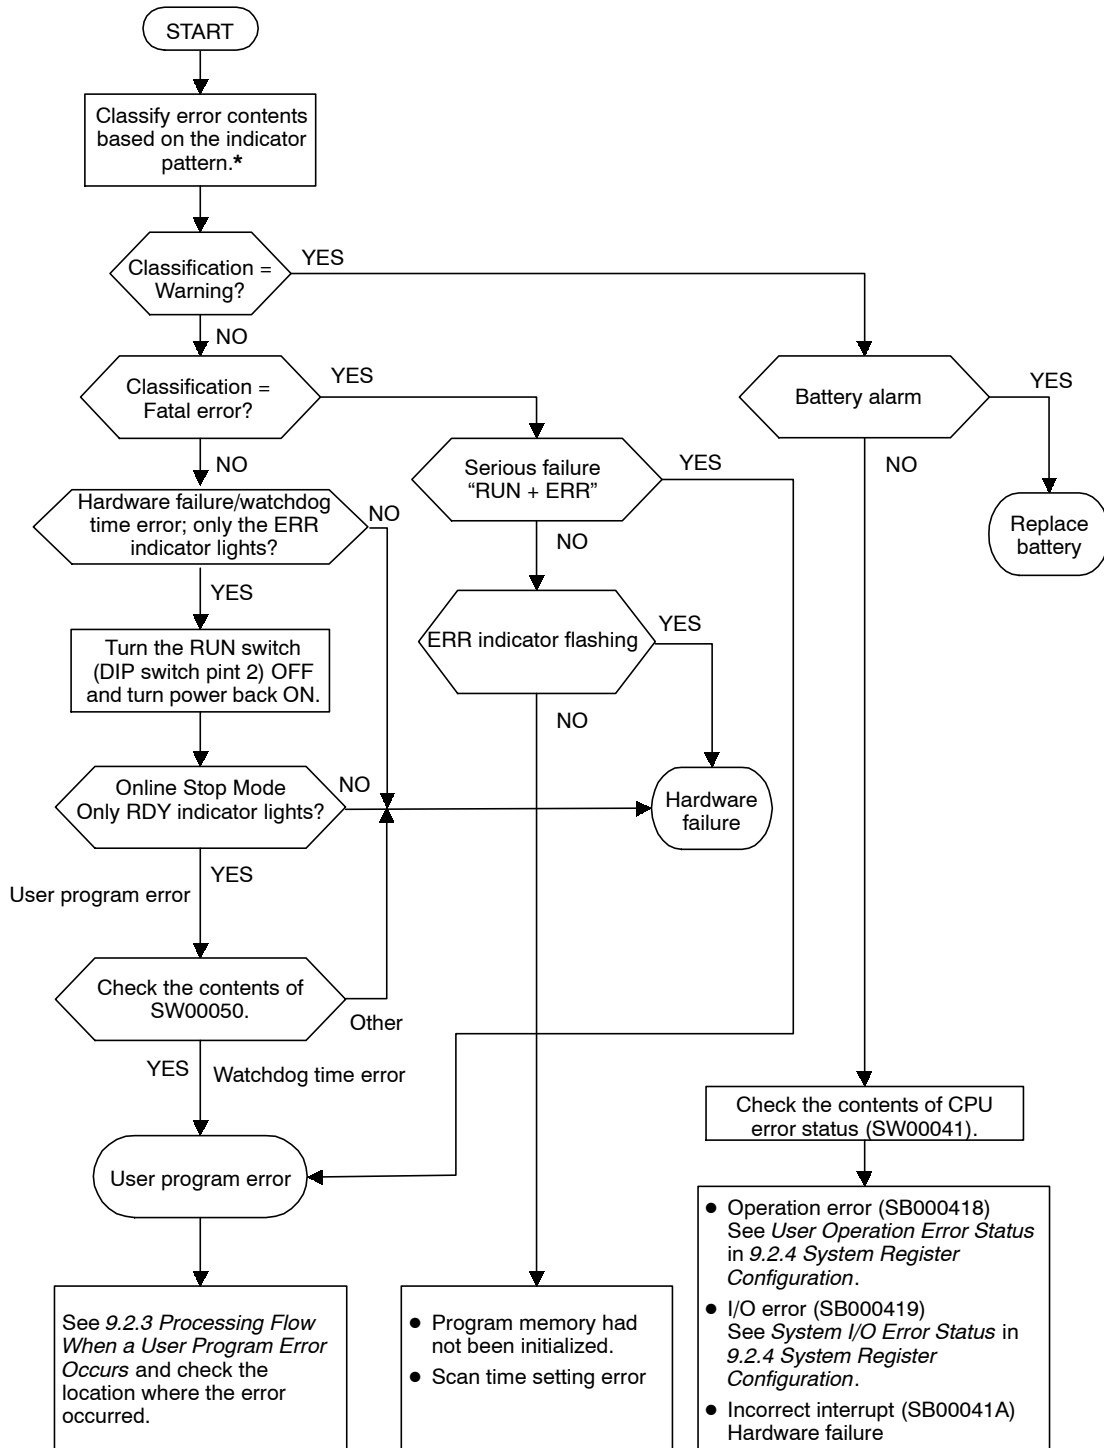 START
Classify error contents
based on the indicator
pattern.*
Classification =
Warning?
YES
NO
Classification =
Fatal error?
YES
NO
Battery alarm
YES
NO
Replace
battery
Serious failure
“RUN + ERR”
YES
NO
Hardware failure/watchdog
time error; only the ERR
indicator lights?
NO
YES
ERR indicator flashing
YES
NO
Turn the RUN switch
(DIP switch pint 2) OFF
and turn power back ON.
Online Stop Mode
Only RDY indicator lights?
NO
YES
Hardware
failure
User program error
Check the contents of
SW00050.
Other
YES
Watchdog time error
User program error
Check the contents of CPU
error status (SW00041).
See 9.2.3 Processing Flow
When a User Program Error
Occurs and check the
location where the error
occurred.
● Program memory had
not been initialized.
● Scan time setting error
● Operation error (SB000418)
See User Operation Error Status
in 9.2.4 System Register
Configuration.
● I/O error (SB000419)
See System I/O Error Status in
9.2.4 System Register
Configuration.
● Incorrect interrupt (SB00041A)
Hardware failure